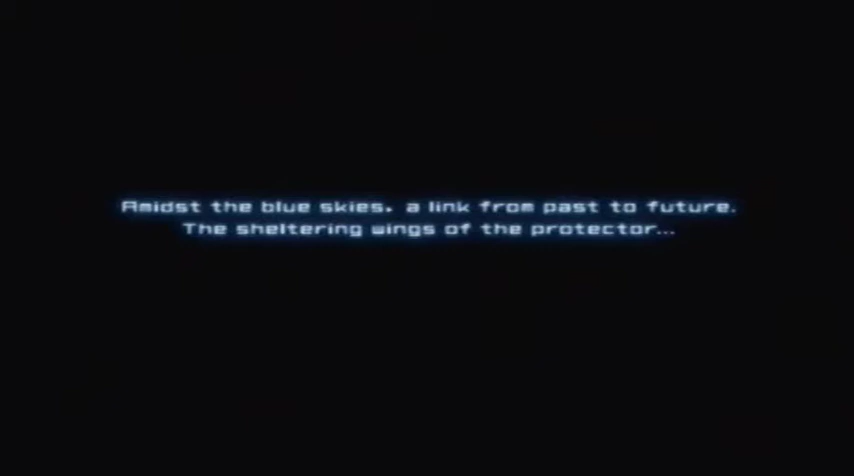 Amidst the blue skies, a link from past to future.
The sheltering wings of the protector...